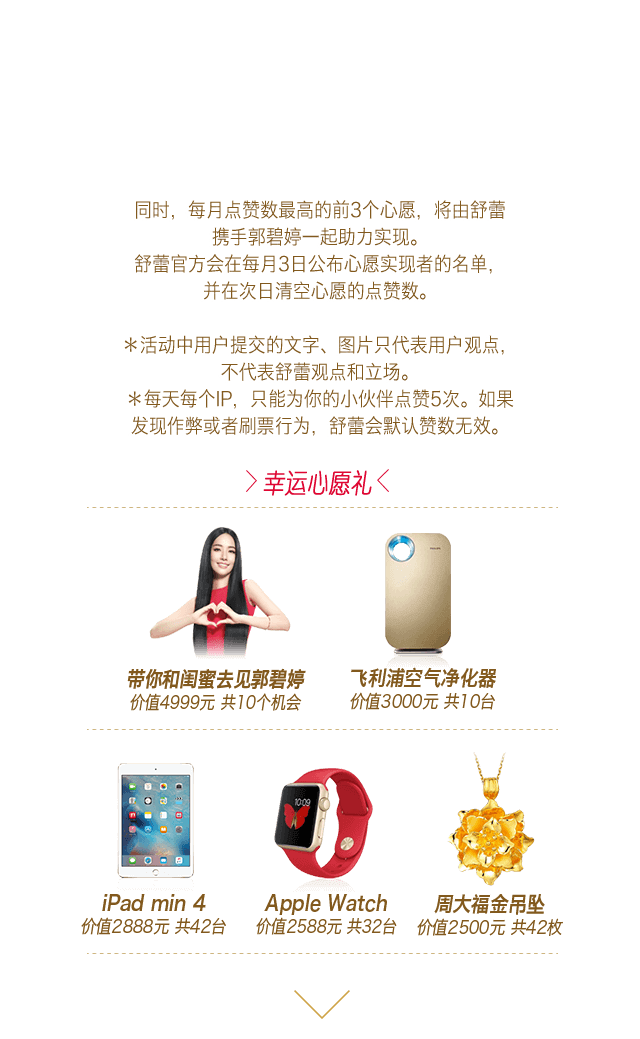 同时，每月点赞数最高的前3个心愿，将由舒蕾
携手郭碧婷一起助力实现。
舒蕾官方会在每月3日公布心愿实现者的名单，
并在次日清空心愿的点赞数。
＊活动中用户提交的文字、图片只代表用户观点，
不代表舒蕾观点和立场。
＊每天每个IP，只能为你的小伙伴点赞5次。如果
发现作弊或者刷票行为，舒蕾会默认赞数无效。
幸运心愿礼
带你和闺蜜去见郭碧婷
价值4999元 共10个机会
飞利浦空气净化器
价值3000元 共10台
10:09
iPad min 4
价值2888元 共42台
Apple Watch
价值2588元 共32台
周大福金吊坠
价值2500元 共42枚